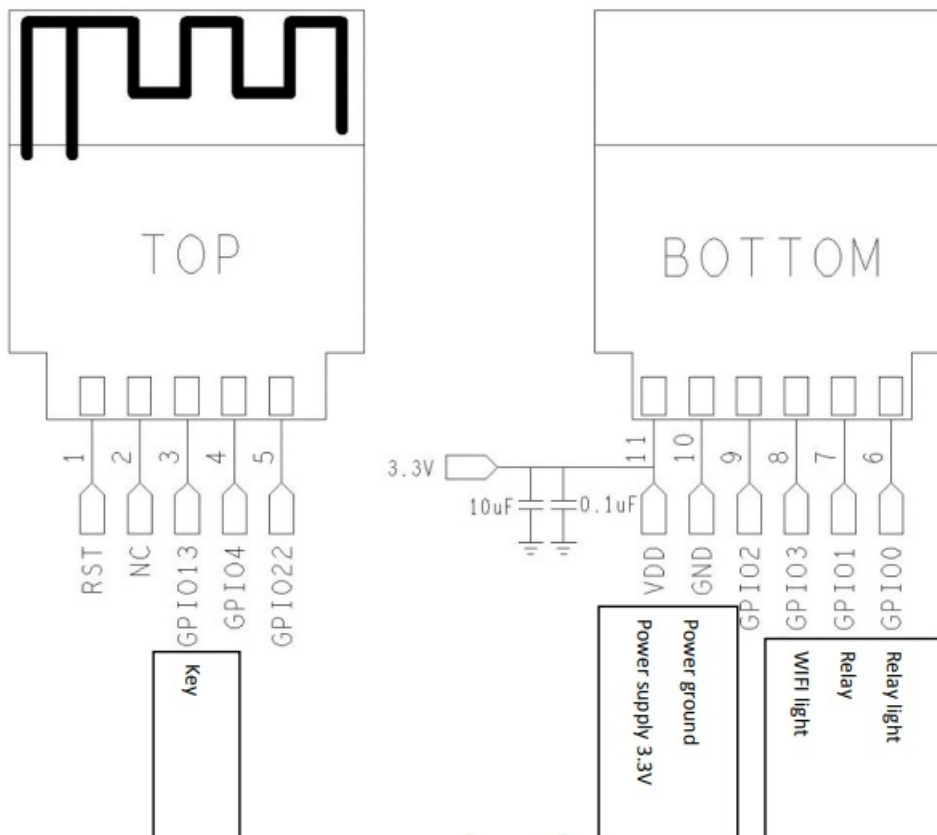 TOP
BOTTOM
1 2 3 4 5
11 10 9 8 7 6
3.3V
10uF 0.1uF
RST
NC
GPIO13
GPIO4
GPIO22
VDD
GND
GPIO2
GPIO3
GPIO1
GPIO0
Key
Power supply 3.3V
Power ground
WIFI light
Relay
Relay light